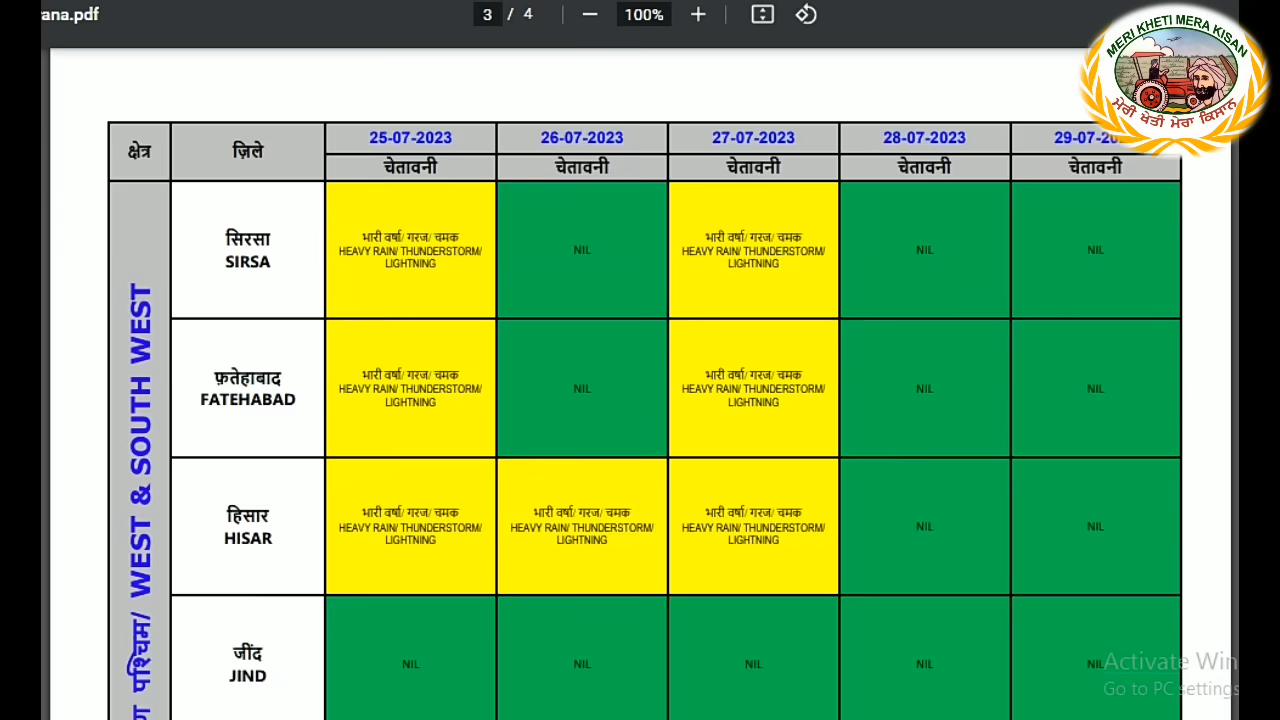 ana.pdf
3 / 4
100%
MERI KHETI MERA KISAN
ਮੇਰੀ ਖੇਤੀ ਮੇਰਾ ਕਿਸਾਨ
क्षेत्र
ज़िले
25-07-2023
26-07-2023
27-07-2023
28-07-2023
29-07-20
चेतावनी
चेतावनी
चेतावनी
चेतावनी
चेतावनी
पश्चिम/ WEST & SOUTH WEST
सिरसा
SIRSA
भारी वर्षा/ गरज/ चमक
HEAVY RAIN/ THUNDERSTORM/
LIGHTNING
NIL
भारी वर्षा/ गरज/ चमक
HEAVY RAIN/ THUNDERSTORM/
LIGHTNING
NIL
NIL
फ़तेहाबाद
FATEHABAD
भारी वर्षा/ गरज/ चमक
HEAVY RAIN/ THUNDERSTORM/
LIGHTNING
NIL
भारी वर्षा/ गरज/ चमक
HEAVY RAIN/ THUNDERSTORM/
LIGHTNING
NIL
NIL
हिसार
HISAR
भारी वर्षा/ गरज/ चमक
HEAVY RAIN/ THUNDERSTORM/
LIGHTNING
भारी वर्षा/ गरज/ चमक
HEAVY RAIN/ THUNDERSTORM/
LIGHTNING
भारी वर्षा/ गरज/ चमक
HEAVY RAIN/ THUNDERSTORM/
LIGHTNING
NIL
NIL
जींद
JIND
NIL
NIL
NIL
NIL
NIL
Activate Win
Go to PC settings